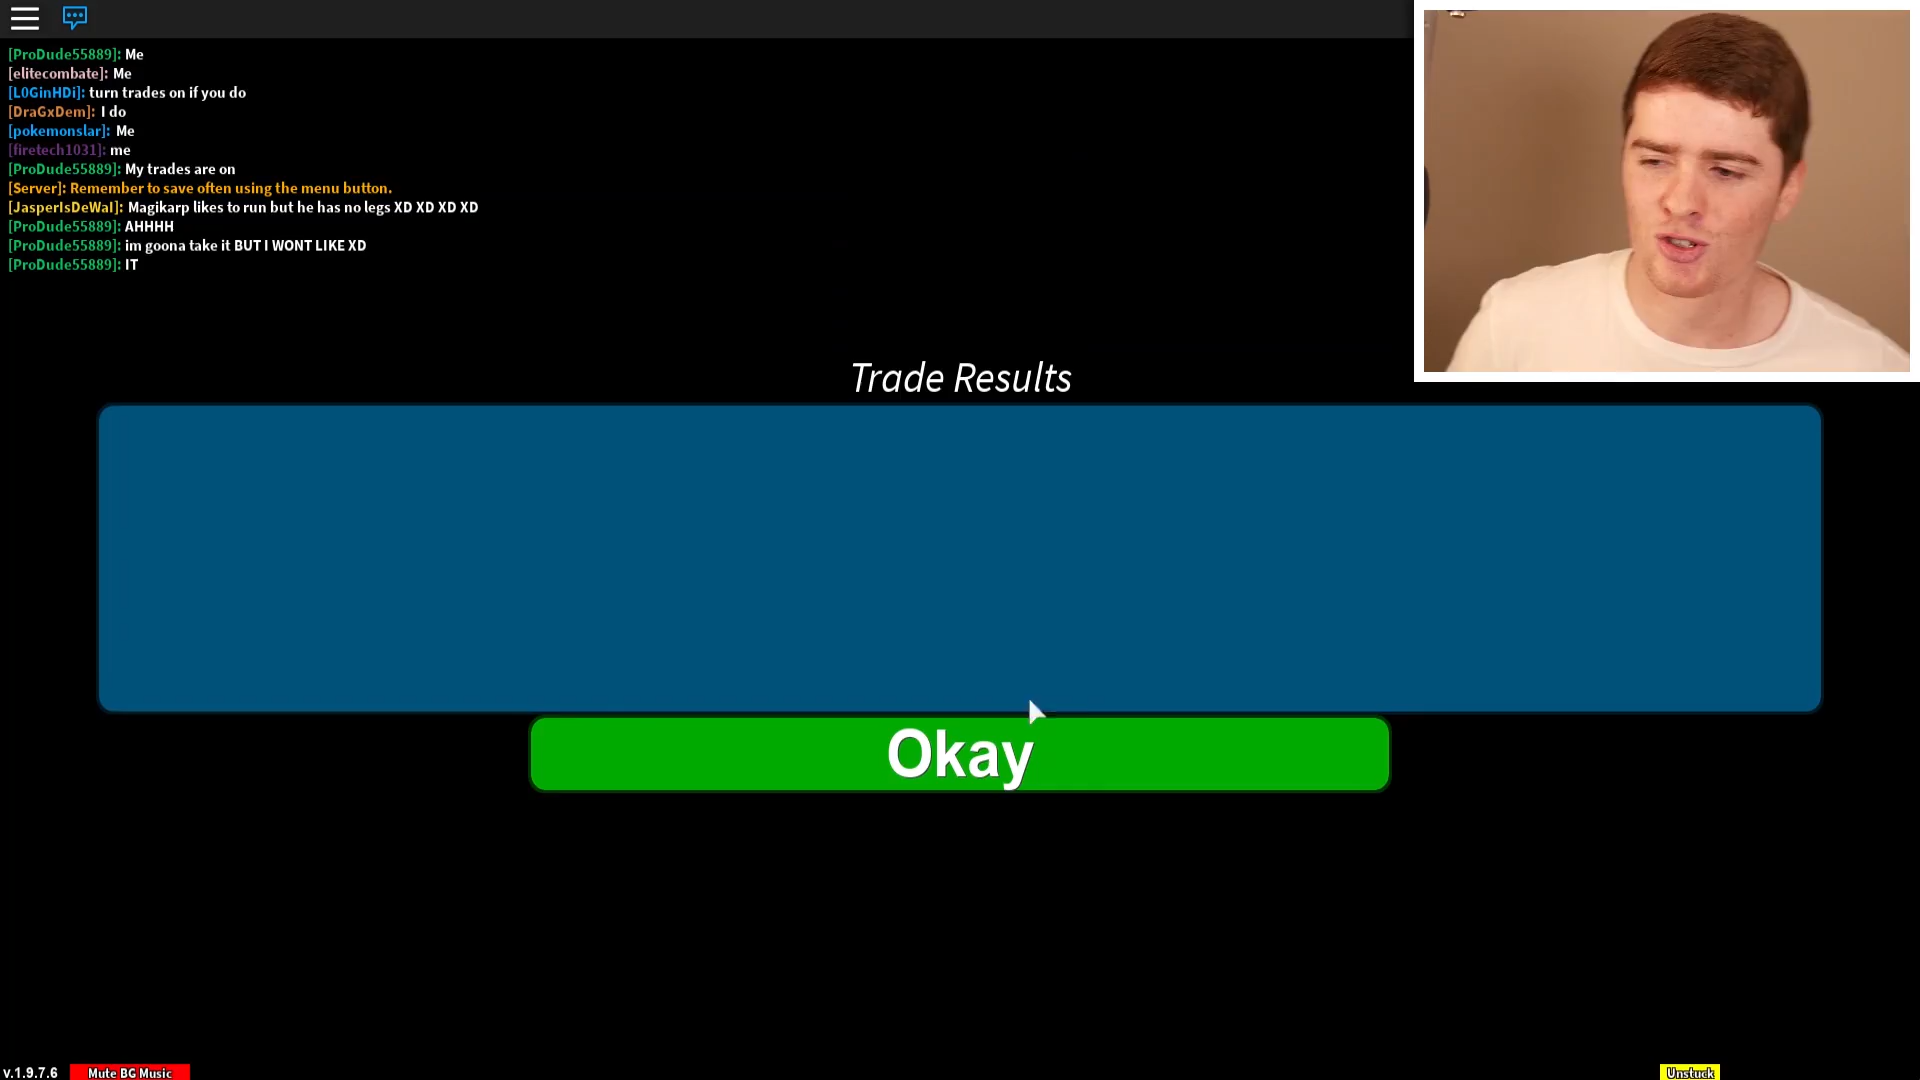 [ProDude55889]: Me
[elitecombate]: Me
[L0GinHDi]: turn trades on if you do
[DraGxDem]: I do
[pokemonslar]: Me
[firetech1031]: me
[ProDude55889]: My trades are on
[Server]: Remember to save often using the menu button.
[JasperIsDeWal]: Magikarp likes to run but he has no legs XD XD XD XD
[ProDude55889]: AHHHH
[ProDude55889]: im goona take it BUT I WONT LIKE XD
[ProDude55889]: IT
Trade Results
Okay
v.1.9.7.6
Mute BG Music
Unstuck